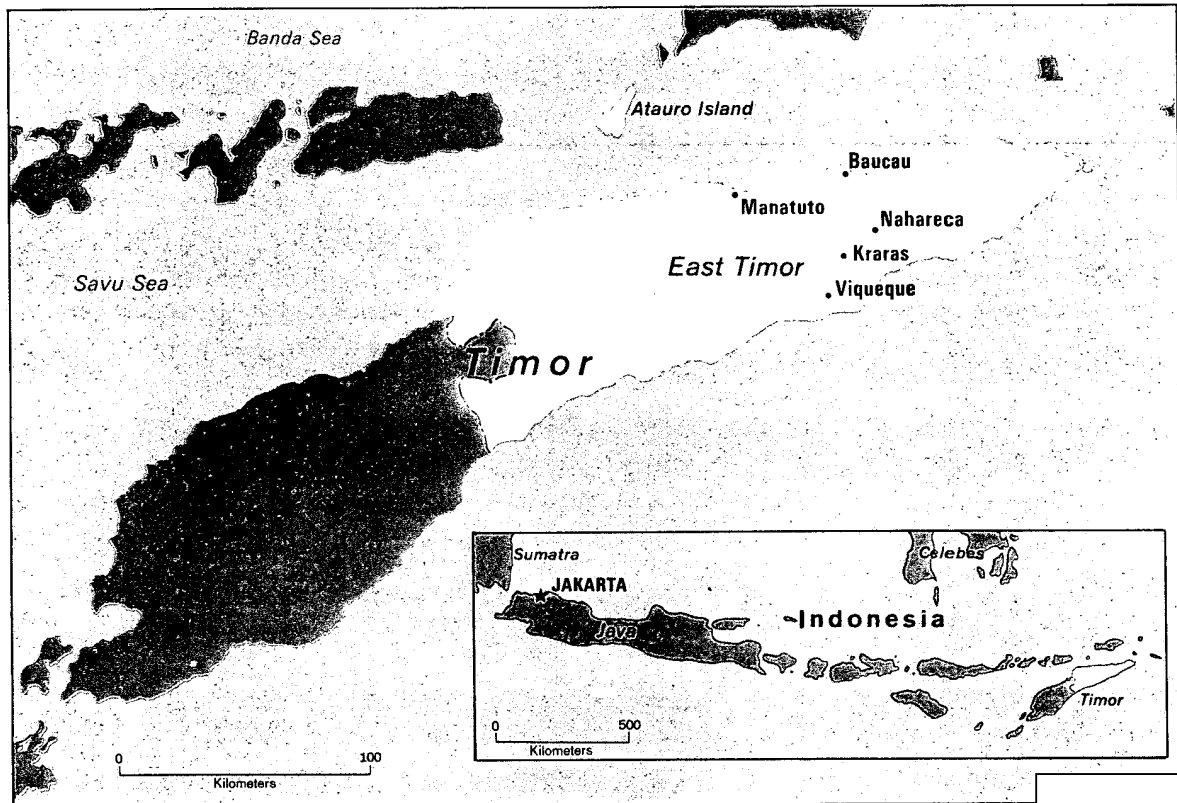 Banda Sea
Atauro Island
Baucau
Manatuto
Nahareca
East Timor
Kraras
Savu Sea
Viqueque
Timor
Sumatra
Celebes
JAKARTA
Indonesia
Java
Timor
0 500
Kilometers
0 100
Kilometers